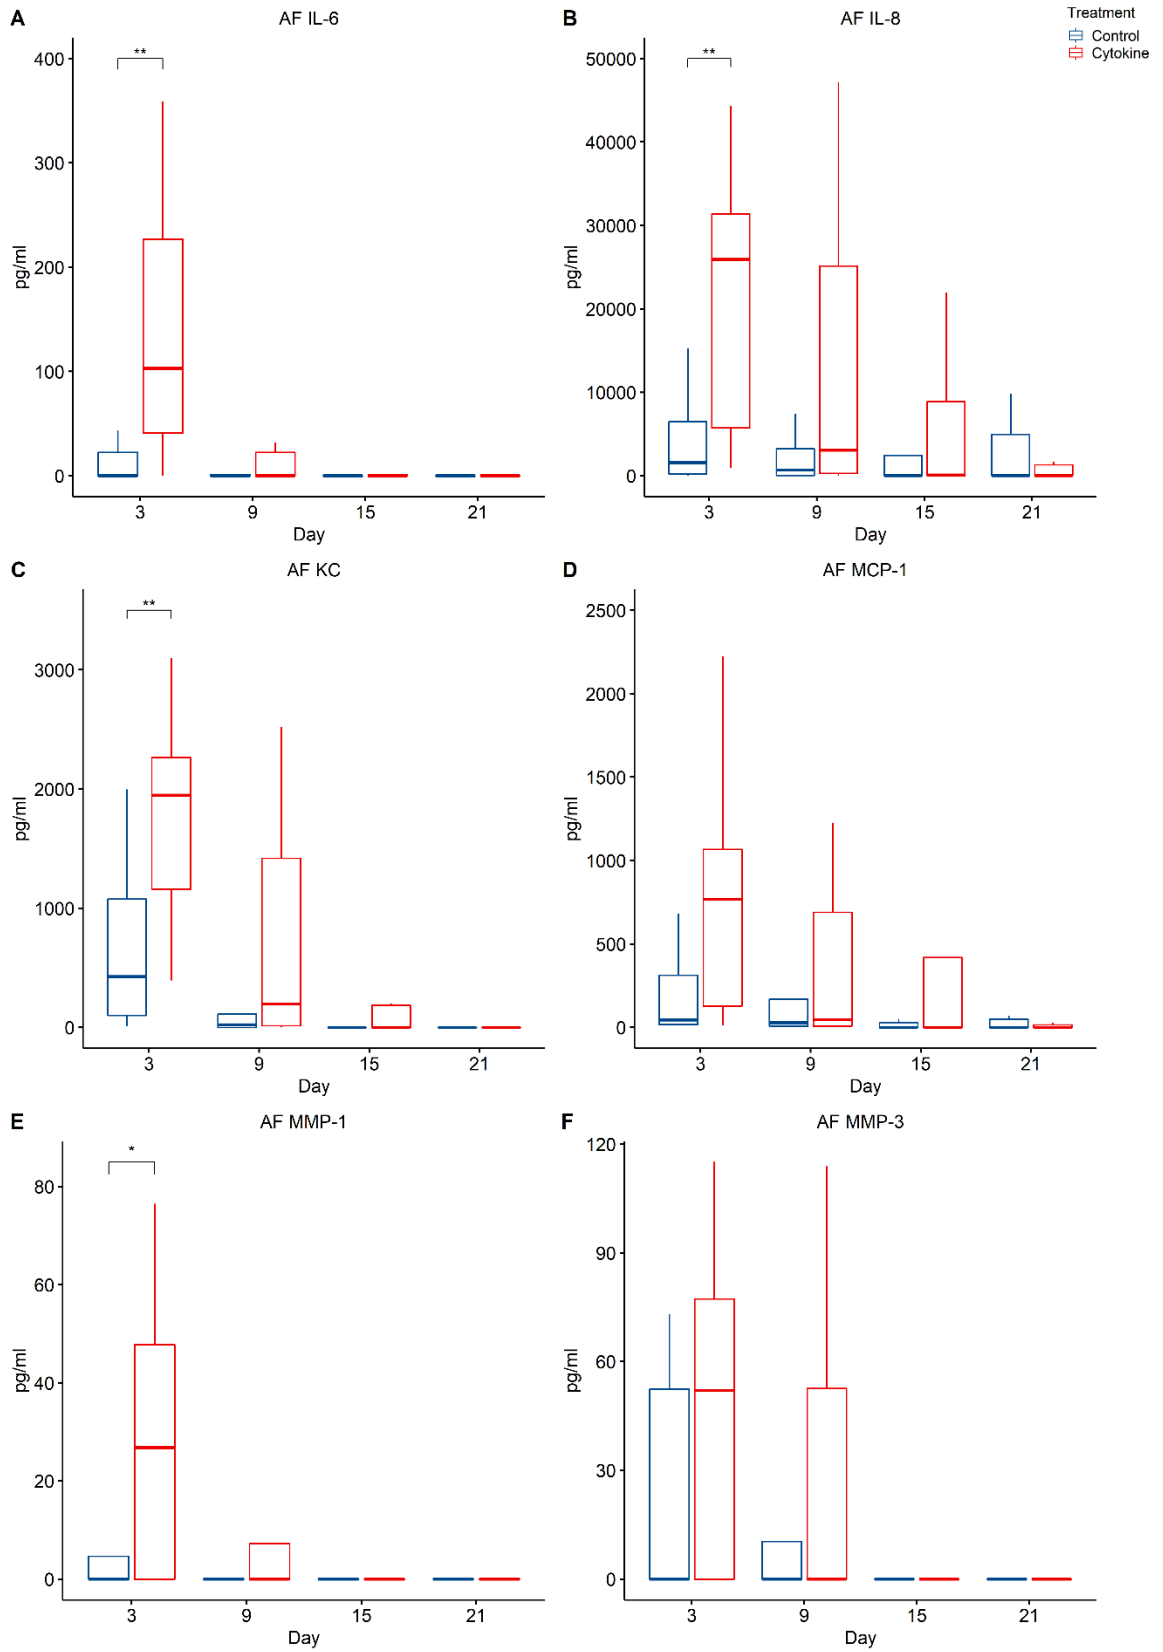 A
AF IL-6
400
300
200
100
0
pg/ml
**
3
9
15
21
Day
B
AF IL-8
Treatment
Control
Cytokine
50000
40000
30000
20000
10000
0
pg/ml
**
3
9
15
21
Day
C
AF KC
3000
2000
1000
0
pg/ml
**
3
9
15
21
Day
D
AF MCP-1
2500
2000
1500
1000
500
0
pg/ml
3
9
15
21
Day
E
AF MMP-1
80
60
40
20
0
pg/ml
*
3
9
15
21
Day
F
AF MMP-3
120
90
60
30
0
pg/ml
3
9
15
21
Day